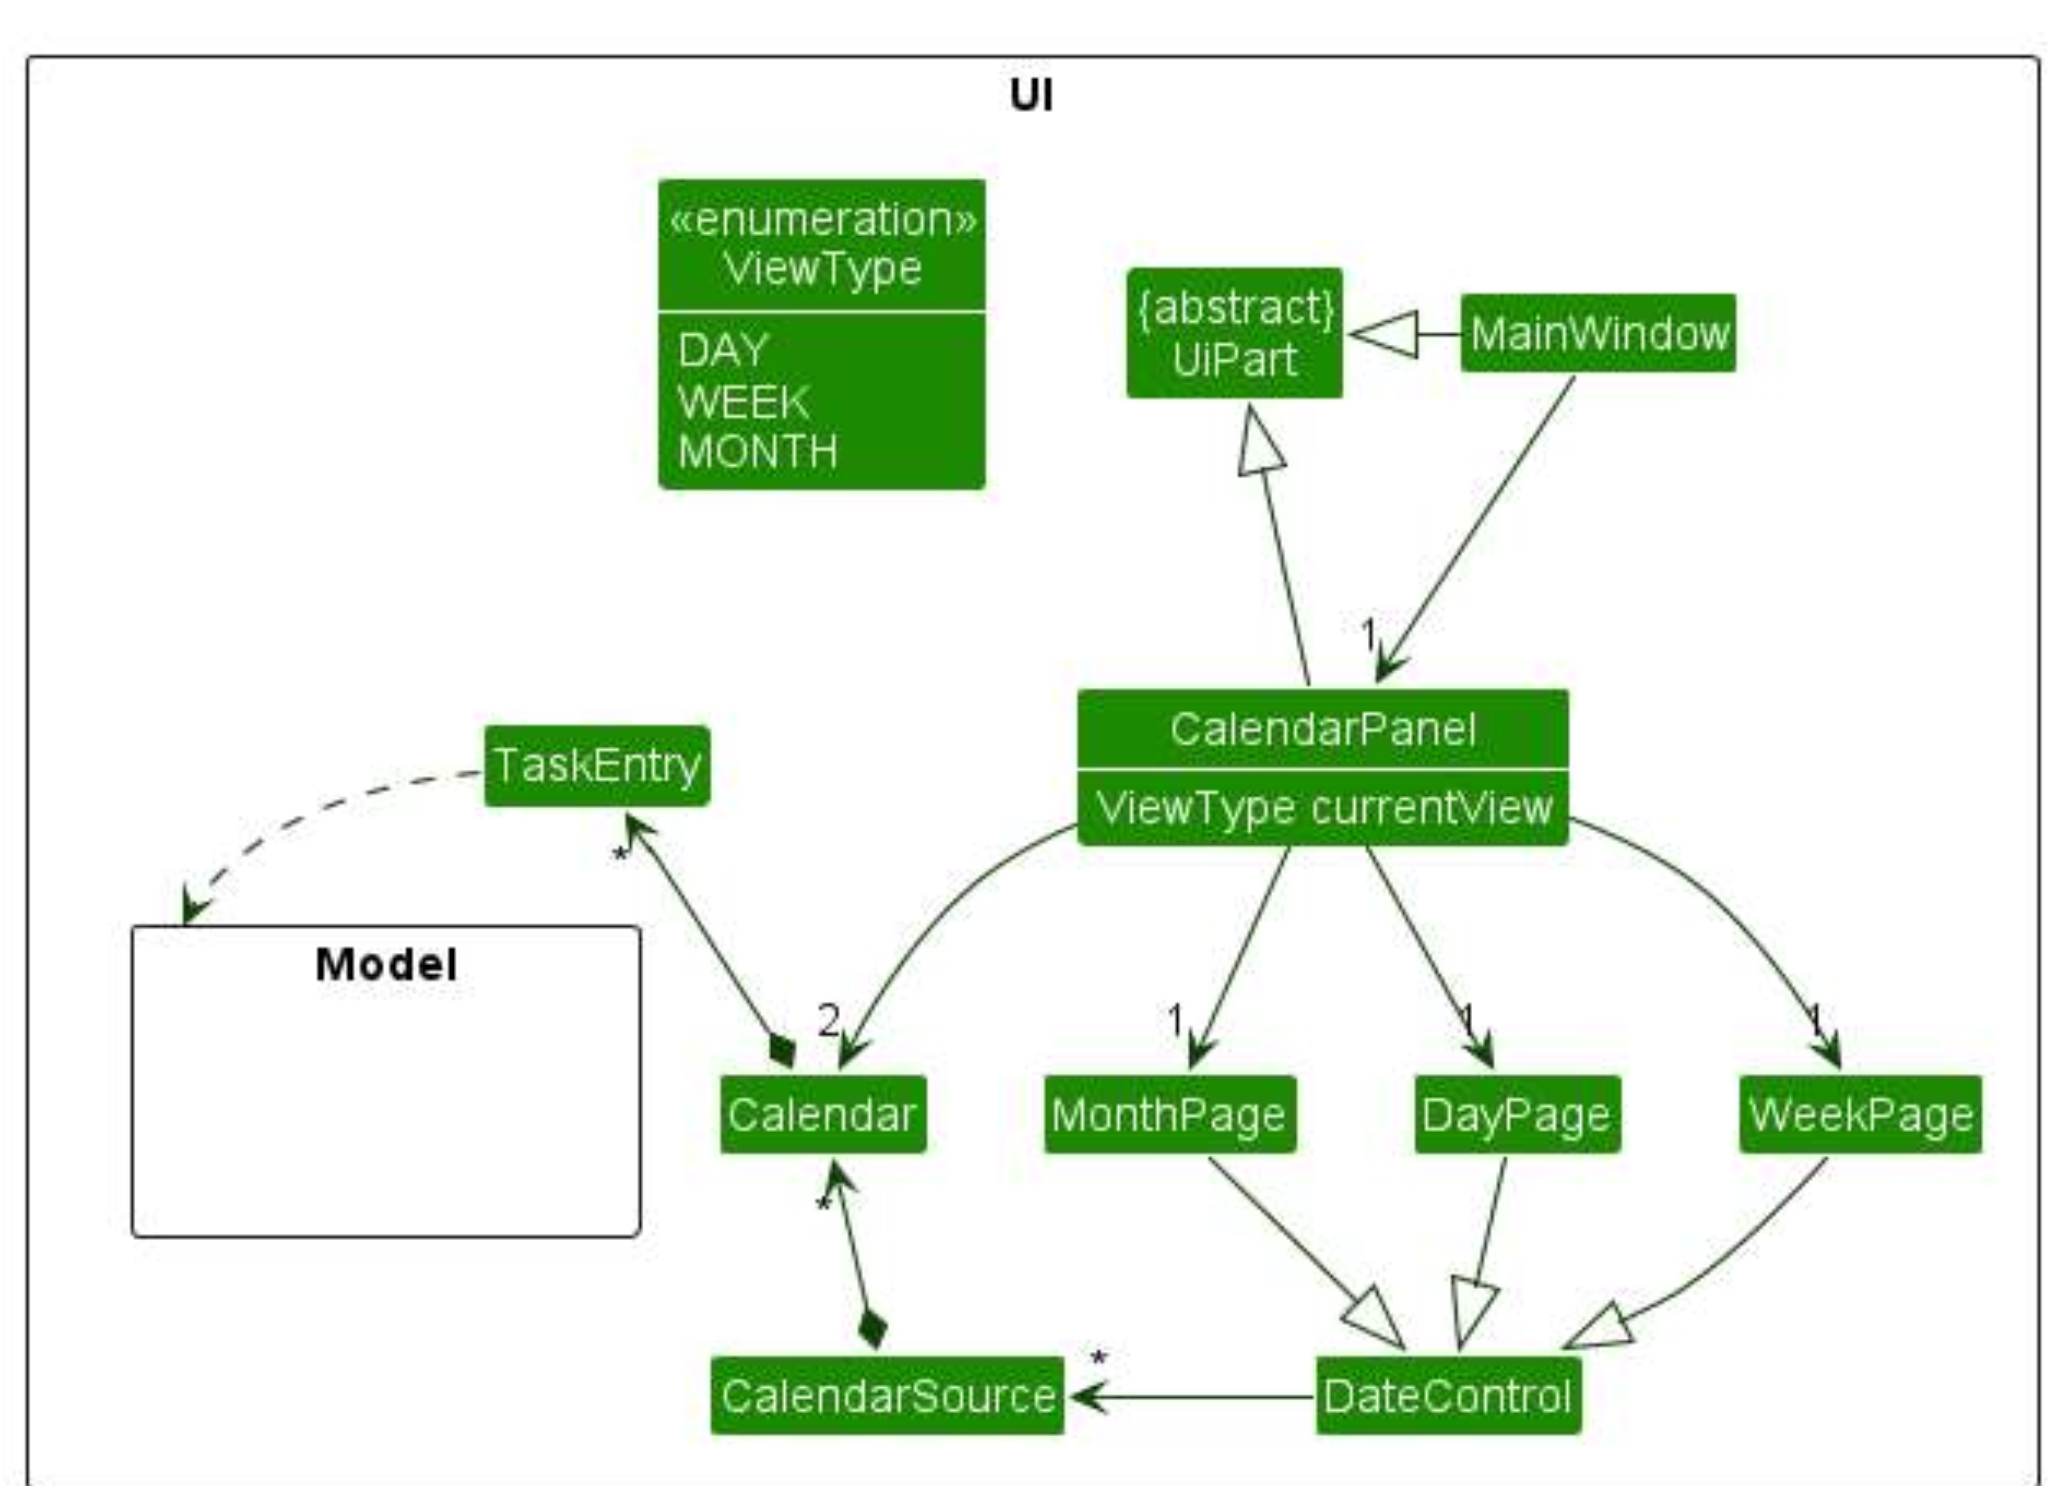 UI
«enumeration»
ViewType
DAY
WEEK
MONTH
{abstract}
UiPart
MainWindow
1
CalendarPanel
ViewType currentView
TaskEntry
*
Model
2
1
1
1
Calendar
MonthPage
DayPage
WeekPage
*
*
CalendarSource
DateControl